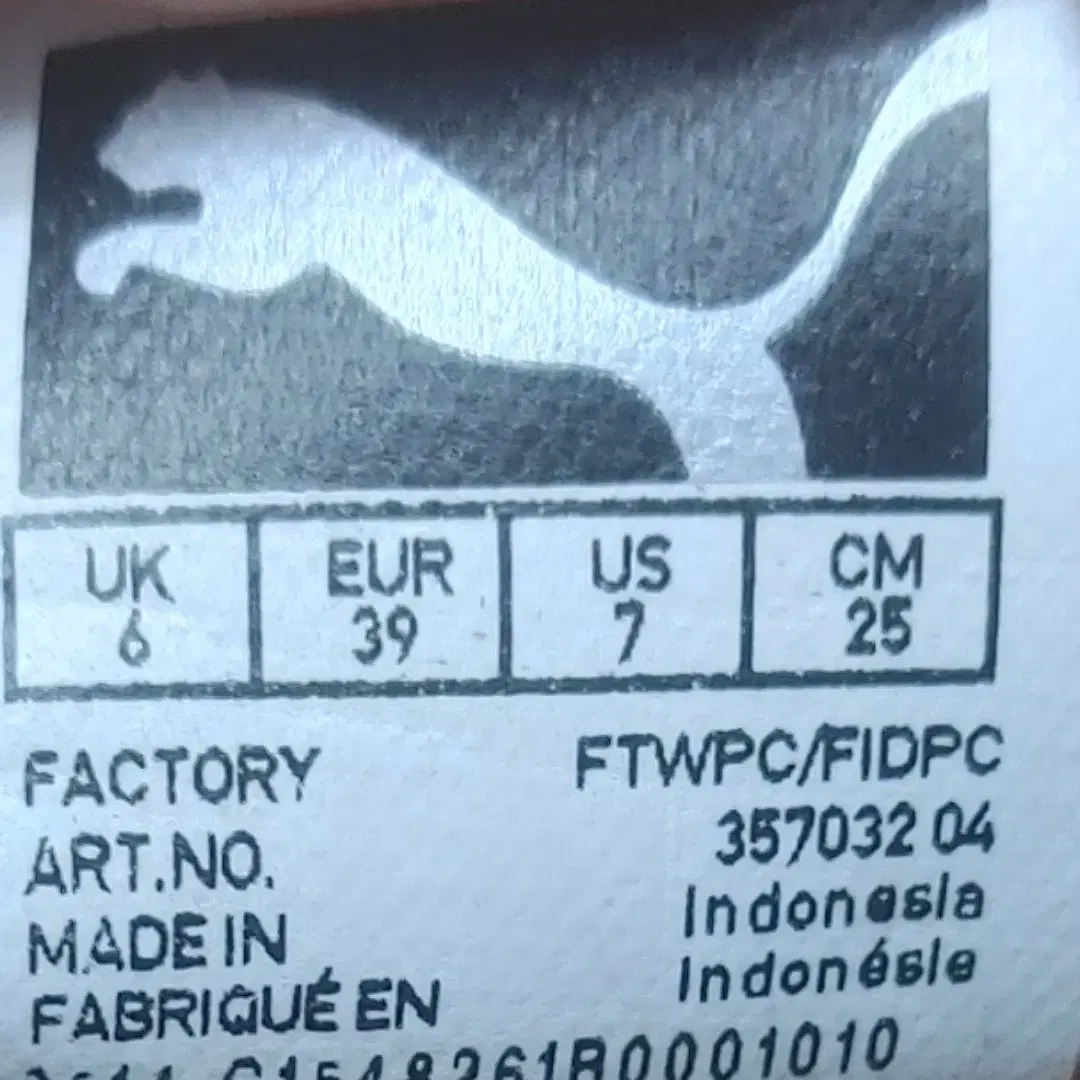 UK EUR US CM
6 39 7 25
FACTORY FTWPC/FIDPC
ART.NO. 357032 04
MADE IN Indonesia
FABRIQUÉ EN Indonésie